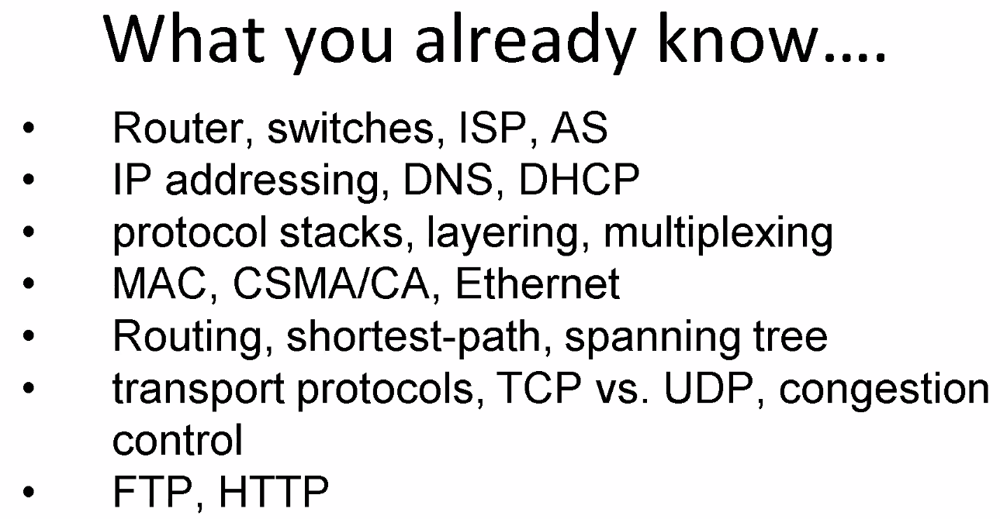 What you already know....
• Router, switches, ISP, AS
• IP addressing, DNS, DHCP
• protocol stacks, layering, multiplexing
• MAC, CSMA/CA, Ethernet
• Routing, shortest-path, spanning tree
• transport protocols, TCP vs. UDP, congestion
control
• FTP, HTTP